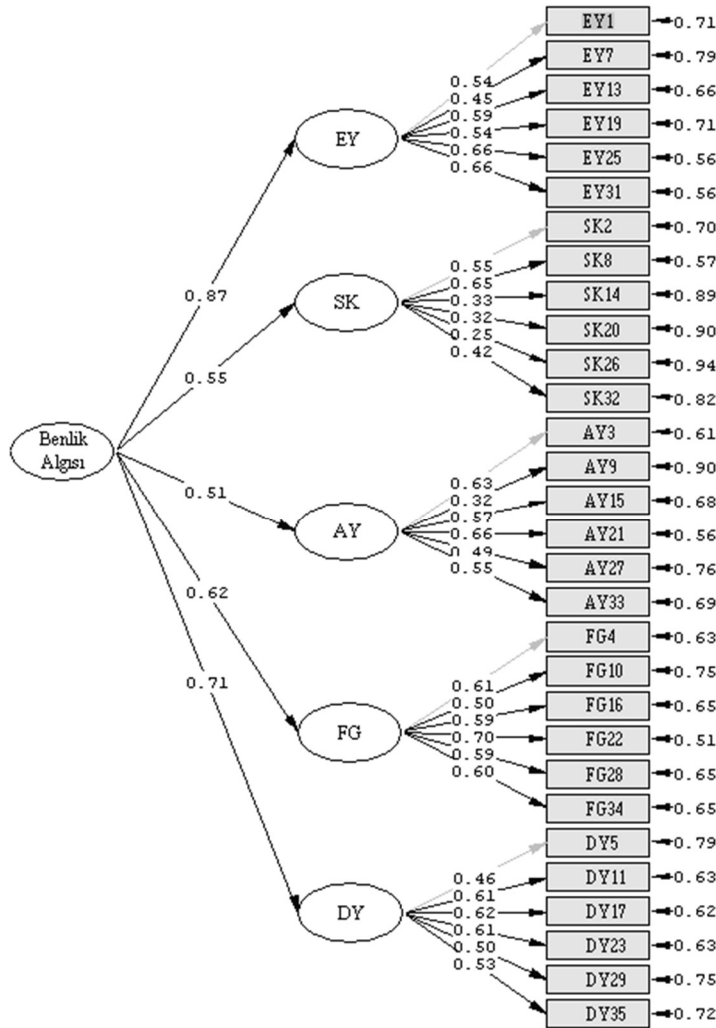 EY1 0.71
EY7 0.79
EY13 0.66
EY19 0.71
EY25 0.56
EY31 0.56
0.54
0.45
0.59
0.54
0.66
0.66
EY
SK2 0.70
SK8 0.57
SK14 0.89
SK20 0.90
SK26 0.94
SK32 0.82
0.55
0.65
0.33
0.32
0.25
0.42
SK
0.87
0.55
Benlik
Algısı
0.51
0.62
0.71
AY3 0.61
AY9 0.90
AY15 0.68
AY21 0.56
AY27 0.76
AY33 0.69
0.63
0.32
0.57
0.66
0.49
0.55
AY
FG4 0.63
FG10 0.75
FG16 0.65
FG22 0.51
FG28 0.65
FG34 0.65
0.61
0.50
0.59
0.70
0.59
0.60
FG
DY5 0.79
DY11 0.63
DY17 0.62
DY23 0.63
DY29 0.75
DY35 0.72
0.46
0.61
0.62
0.61
0.50
0.53
DY